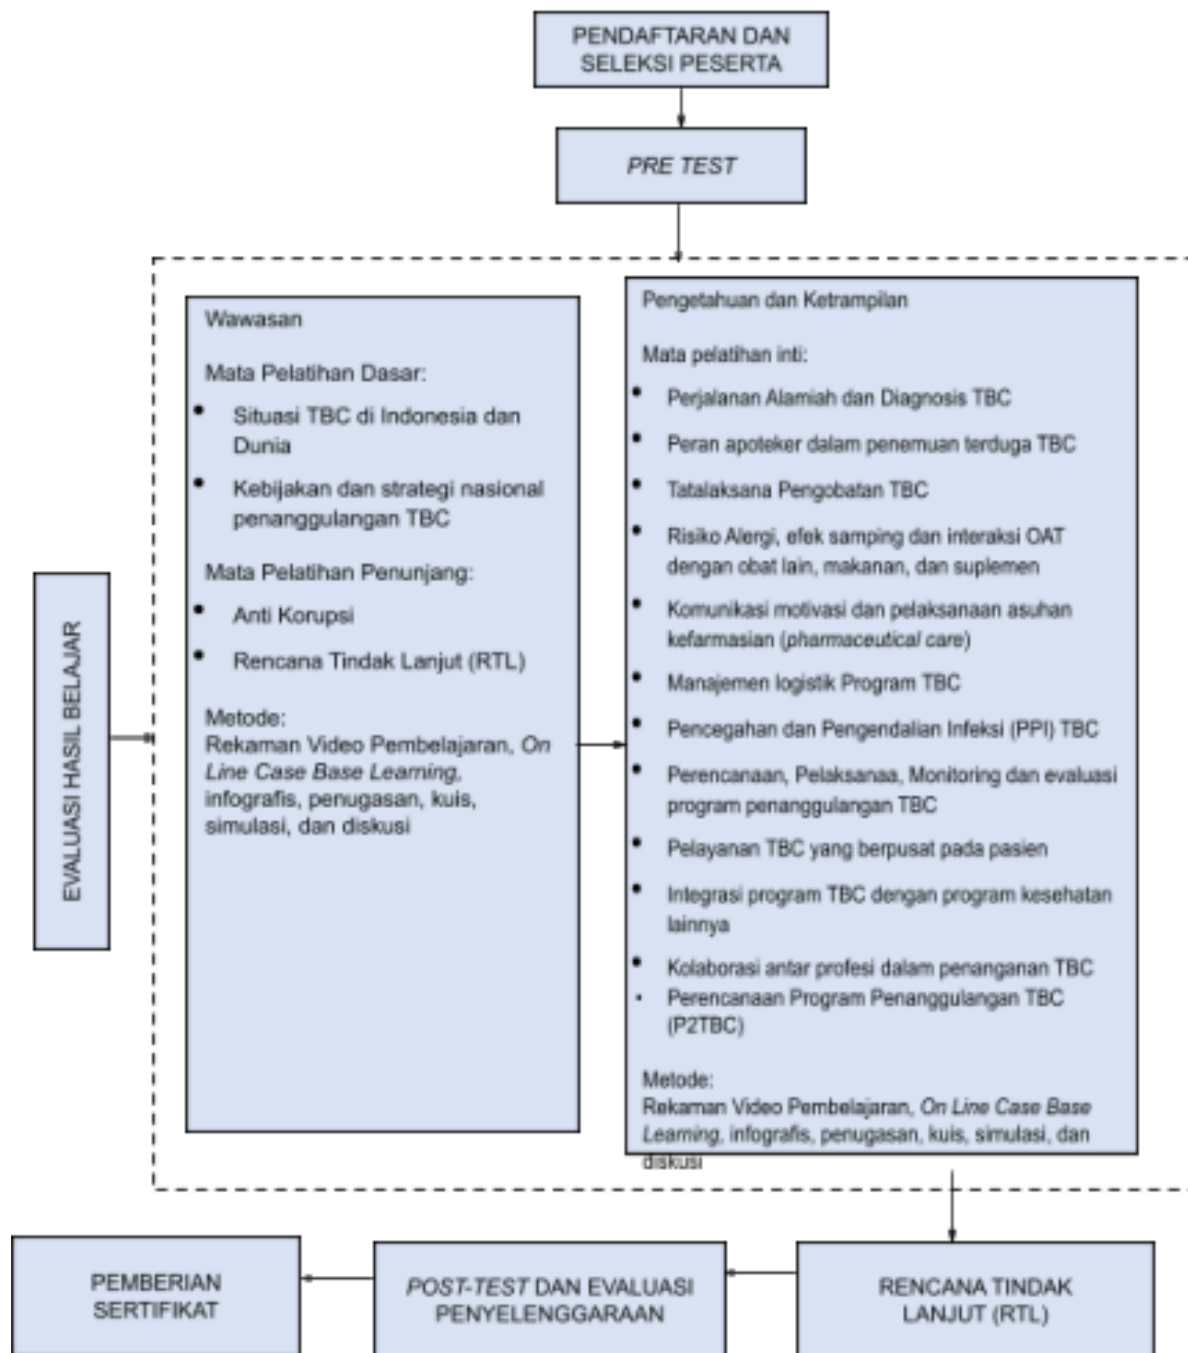 PENDAFTARAN DAN
SELEKSI PESERTA
PRE TEST
EVALUASI HASIL BELAJAR
Wawasan
Mata Pelatihan Dasar:
• Situasi TBC di Indonesia dan
Dunia
• Kebijakan dan strategi nasional
penanggulangan TBC
Mata Pelatihan Penunjang:
• Anti Korupsi
• Rencana Tindak Lanjut (RTL)
Metode:
Rekaman Video Pembelajaran, On
Line Case Base Learning,
infografis, penugasan, kuis,
simulasi, dan diskusi
Pengetahuan dan Ketrampilan
Mata pelatihan inti:
• Perjalanan Alamiah dan Diagnosis TBC
• Peran apoteker dalam penemuan terduga TBC
• Tatalaksana Pengobatan TBC
• Risiko Alergi, efek samping dan interaksi OAT
dengan obat lain, makanan, dan suplemen
• Komunikasi motivasi dan pelaksanaan asuhan
kefarmasian (pharmaceutical care)
• Manajemen logistik Program TBC
• Pencegahan dan Pengendalian Infeksi (PPI) TBC
• Perencanaan, Pelaksanaa, Monitoring dan evaluasi
program penanggulangan TBC
• Pelayanan TBC yang berpusat pada pasien
• Integrasi program TBC dengan program kesehatan
lainnya
• Kolaborasi antar profesi dalam penanganan TBC
• Perencanaan Program Penanggulangan TBC
(P2TBC)
Metode:
Rekaman Video Pembelajaran, On Line Case Base
Learning, infografis, penugasan, kuis, simulasi, dan
diskusi
RENCANA TINDAK
LANJUT (RTL)
POST-TEST DAN EVALUASI
PENYELENGGARAAN
PEMBERIAN
SERTIFIKAT